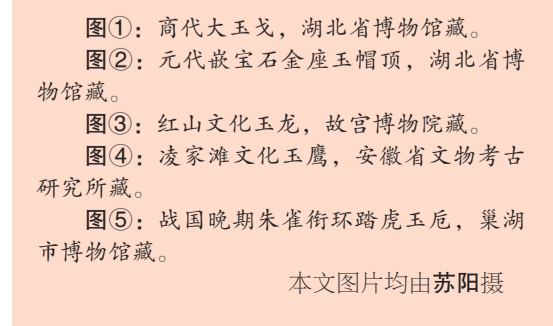 图①：商代大玉戈，湖北省博物馆藏。
图②：元代嵌宝石金座玉帽顶，湖北省博
物馆藏。
图③：红山文化玉龙，故宫博物院藏。
图④：凌家滩文化玉鹰，安徽省文物考古
研究所藏。
图⑤：战国晚期朱雀衔环踏虎玉卮，巢湖
市博物馆藏。
本文图片均由苏阳摄